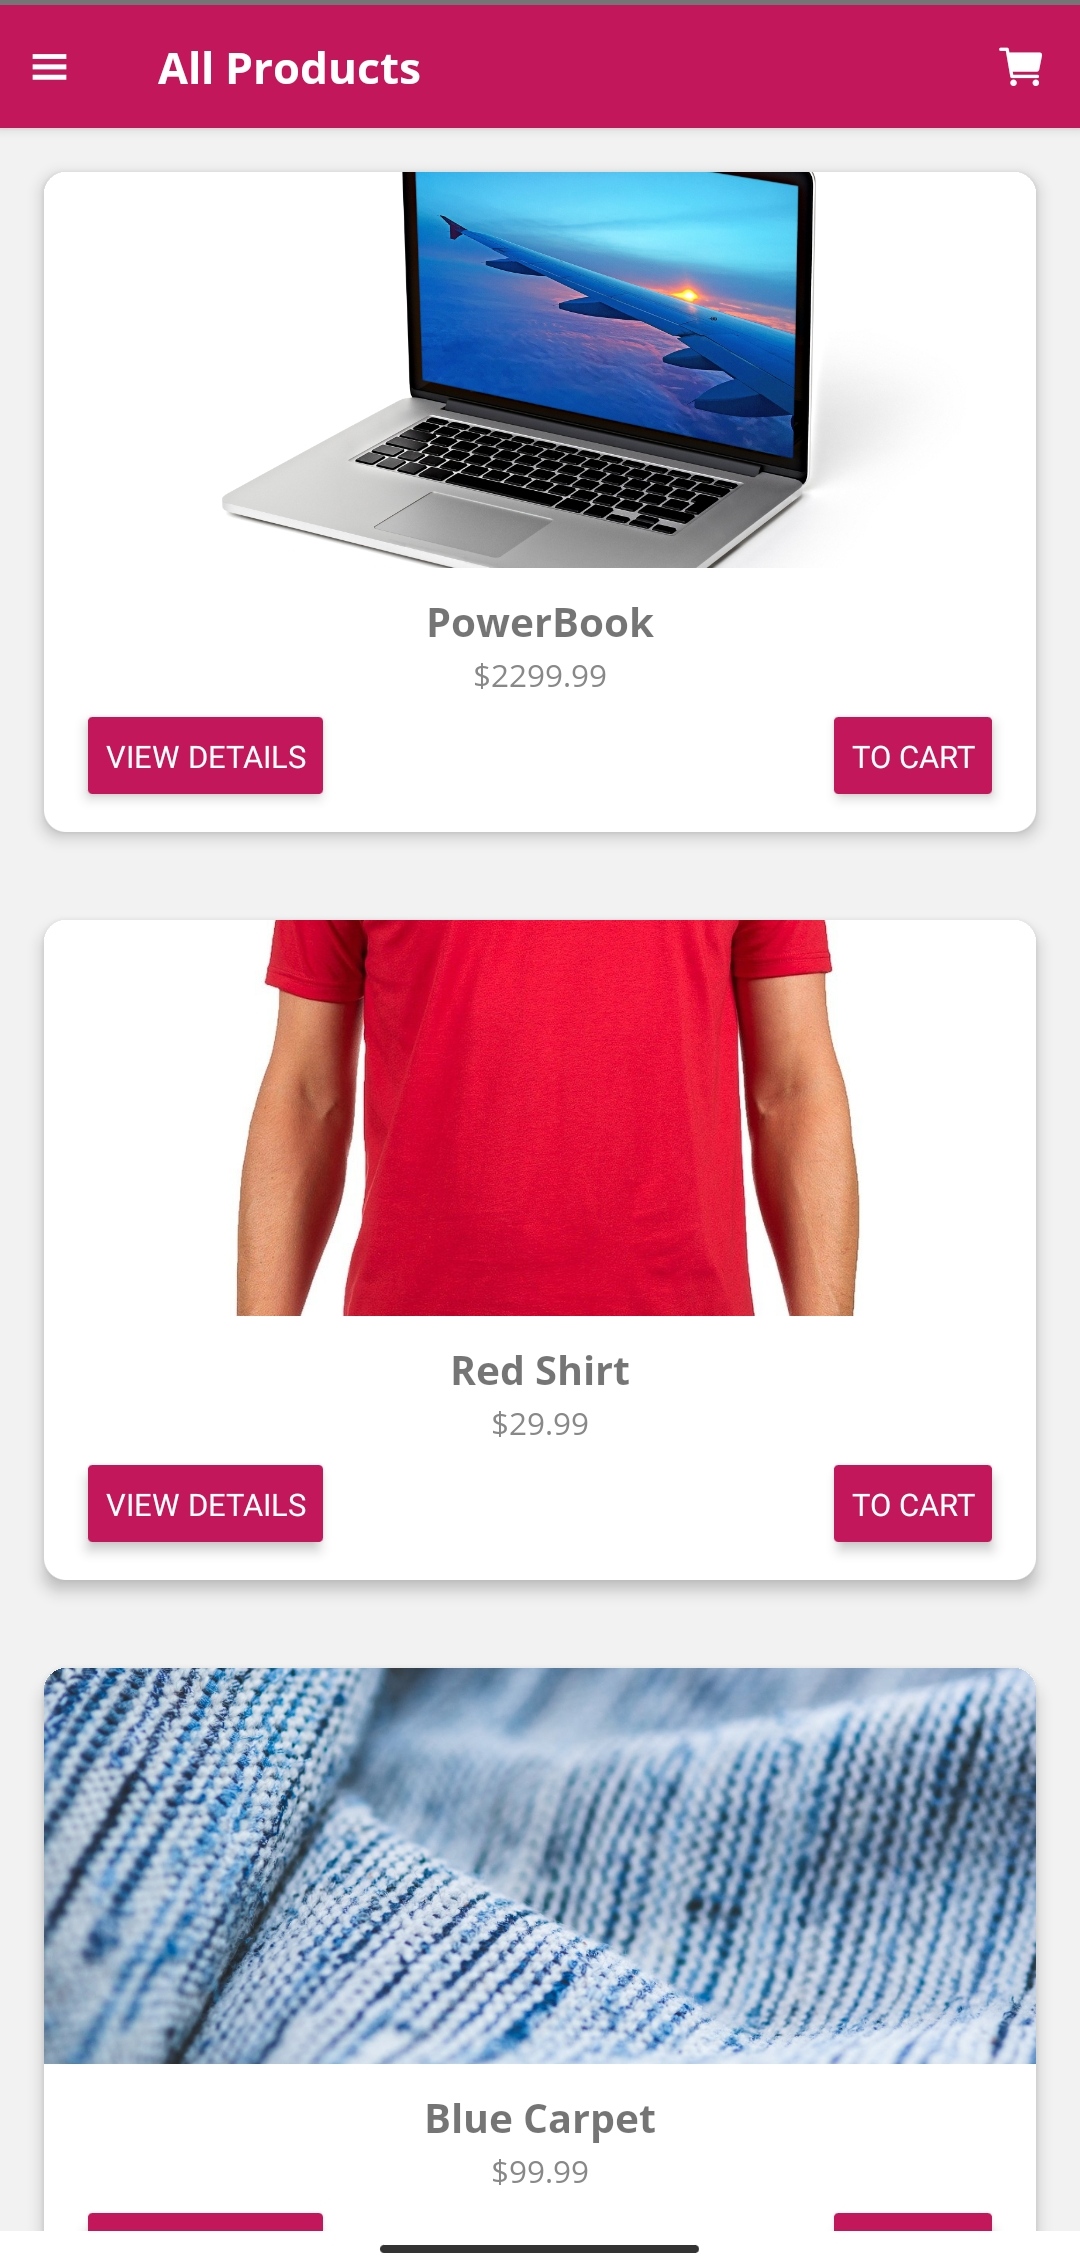 All Products
PowerBook
$2299.99
VIEW DETAILS
TO CART
Red Shirt
$29.99
VIEW DETAILS
TO CART
Blue Carpet
$99.99